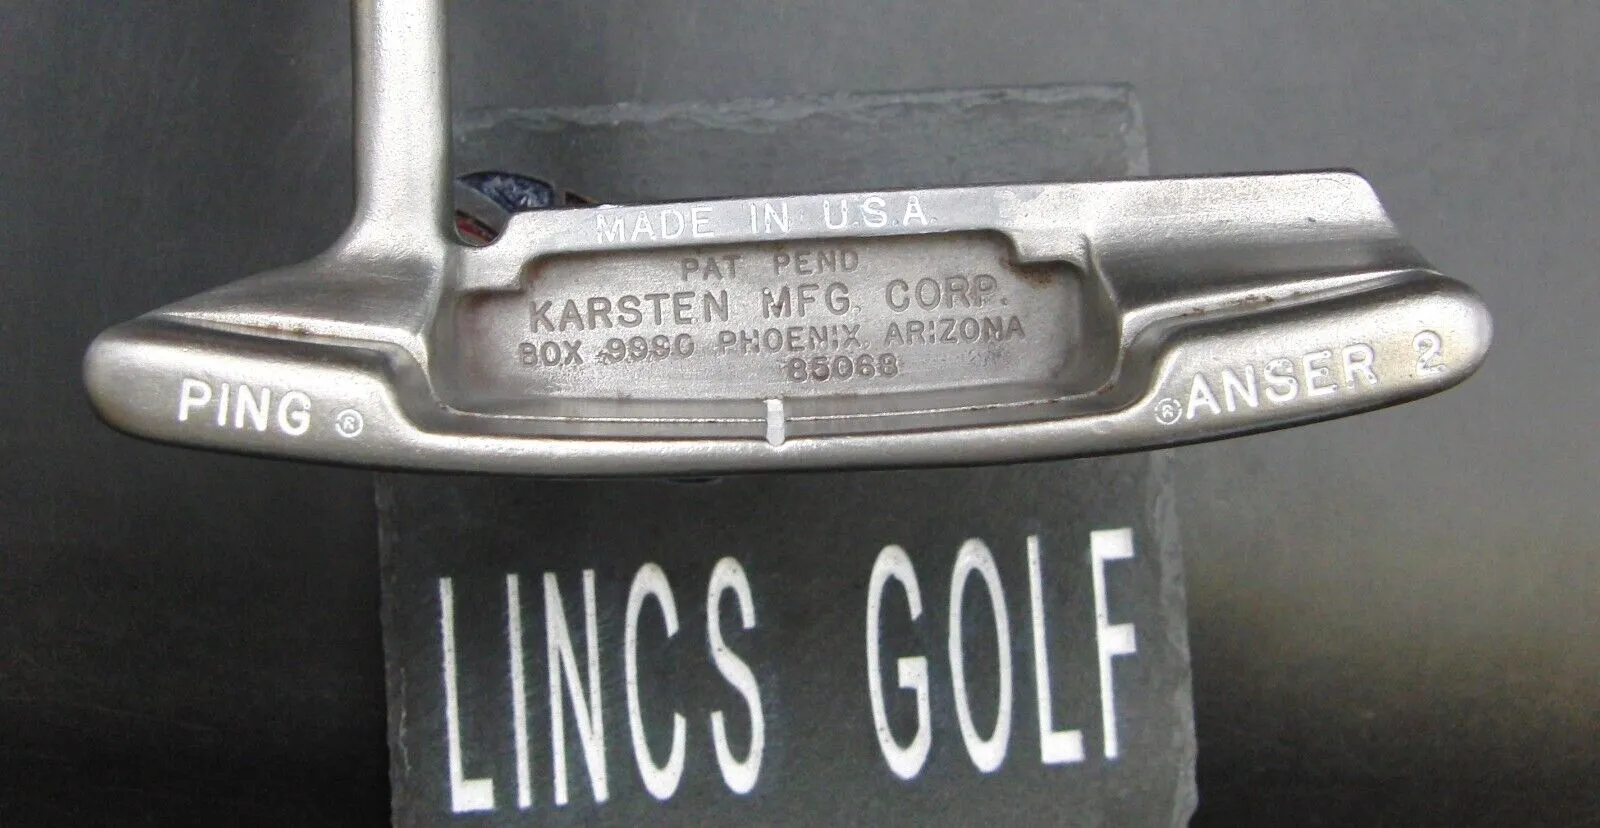 MADE IN U.S.A.
PAT PEND
KARSTEN MFG. CORP.
BOX 9990 PHOENIX, ARIZONA
85068
PING ®
® ANSER 2
LINCS GOLF